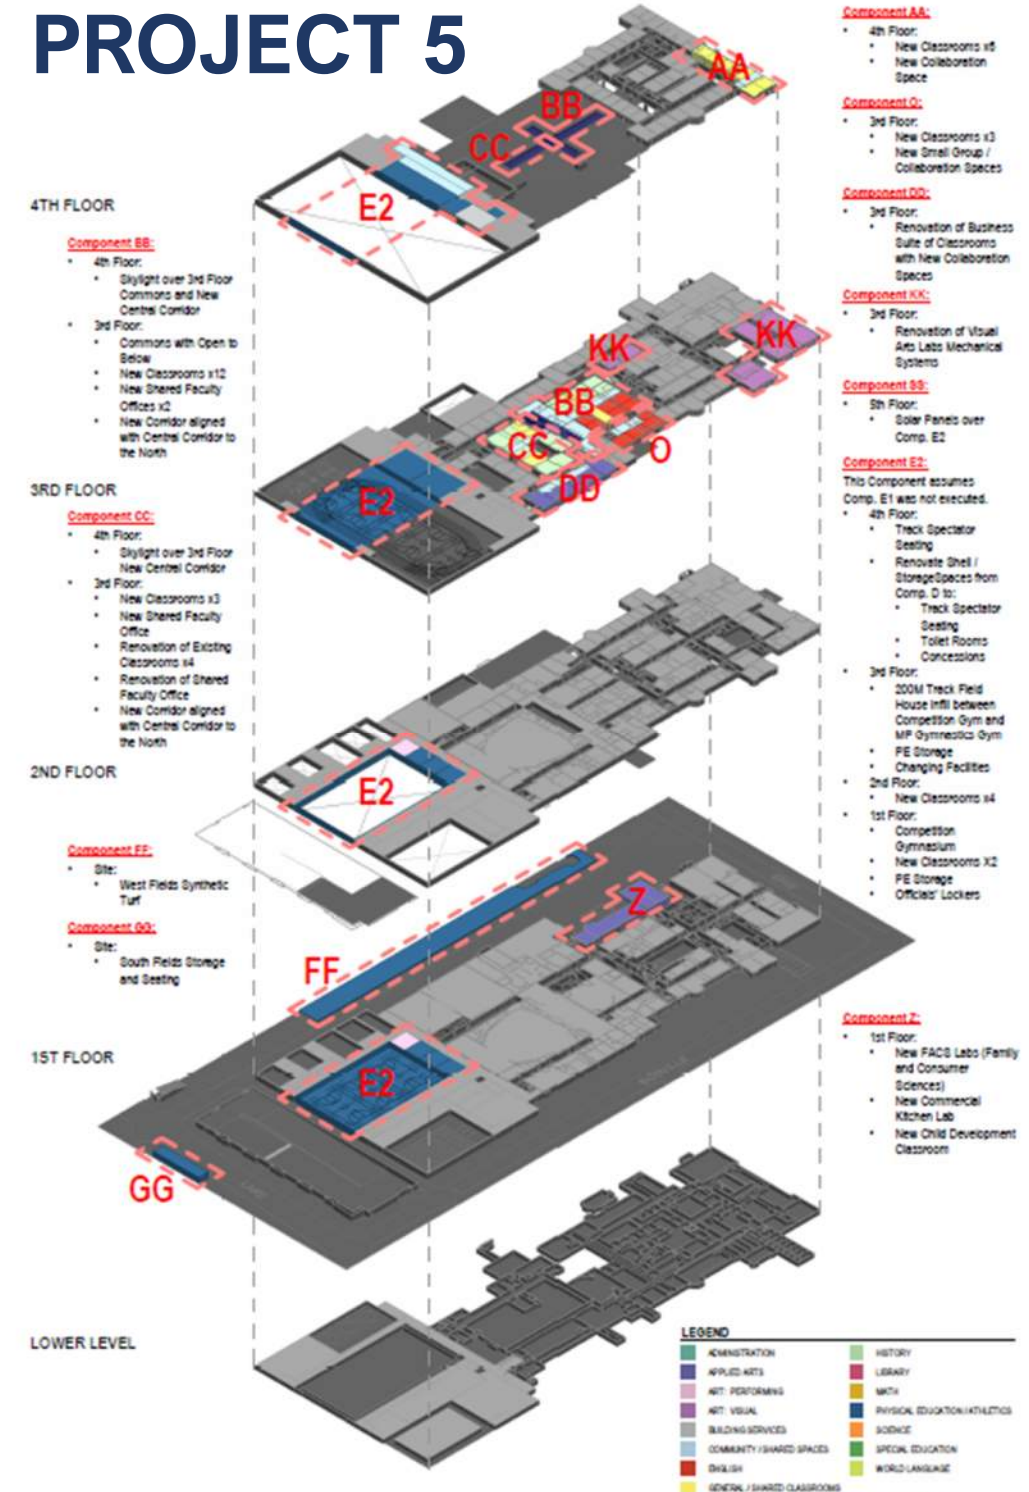 PROJECT 5
4TH FLOOR
Component BB:
• 4th Floor:
• Skylight over 3rd Floor
Commons and New
Central Corridor
• 3rd Floor:
• Commons with Open to
Below
• New Classrooms x12
• New Shared Faculty
Offices x2
• New Corridor aligned
with Central Corridor to
the North
3RD FLOOR
Component CC:
• 4th Floor:
• Skylight over 3rd Floor
New Central Corridor
• 3rd Floor:
• New Classrooms x3
• New Shared Faculty
Office
• Renovation of Existing
Classrooms x4
• Renovation of Shared
Faculty Office
• New Corridor aligned
with Central Corridor to
the North
2ND FLOOR
Component FF:
• Site:
• West Fields Synthetic
Turf
Component GG:
• Site:
• South Fields Storage
and Seating
1ST FLOOR
LOWER LEVEL
AA
BB
CC
E2
KK
KK
BB
CC
O
DD
E2
E2
Z
FF
E2
GG
Component AA:
• 4th Floor:
• New Classrooms x6
• New Collaboration
Space
Component O:
• 3rd Floor:
• New Classrooms x3
• New Small Group /
Collaboration Spaces
Component DD:
• 3rd Floor:
• Renovation of Business
Suite of Classrooms
with New Collaboration
Spaces
Component KK:
• 3rd Floor:
• Renovation of Visual
Arts Labs Mechanical
Systems
Component SS:
• 5th Floor:
• Solar Panels over
Comp. E2
Component E2:
This Component assumes
Comp. E1 was not executed.
• 4th Floor:
• Track Spectator
Seating
• Renovate Shell /
StorageSpaces from
Comp. D to:
• Track Spectator
Seating
• Toilet Rooms
• Concessions
• 3rd Floor:
• 200M Track Field
House Infill between
Competition Gym and
MP Gymnastics Gym
• PE Storage
• Changing Facilities
• 2nd Floor:
• New Classrooms x4
• 1st Floor:
• Competition
Gymnasium
• New Classrooms X2
• PE Storage
• Officials' Lockers
Component Z:
• 1st Floor:
• New FACS Labs (Family
and Consumer
Sciences)
• New Commercial
Kitchen Lab
• New Child Development
Classroom
LEGEND
ADMINISTRATION
APPLIED ARTS
ART: PERFORMING
ART: VISUAL
BUILDING SERVICES
COMMUNITY / SHARED SPACES
ENGLISH
GENERAL / SHARED CLASSROOMS
HISTORY
LIBRARY
MATH
PHYSICAL EDUCATION / ATHLETICS
SCIENCE
SPECIAL EDUCATION
WORLD LANGUAGE